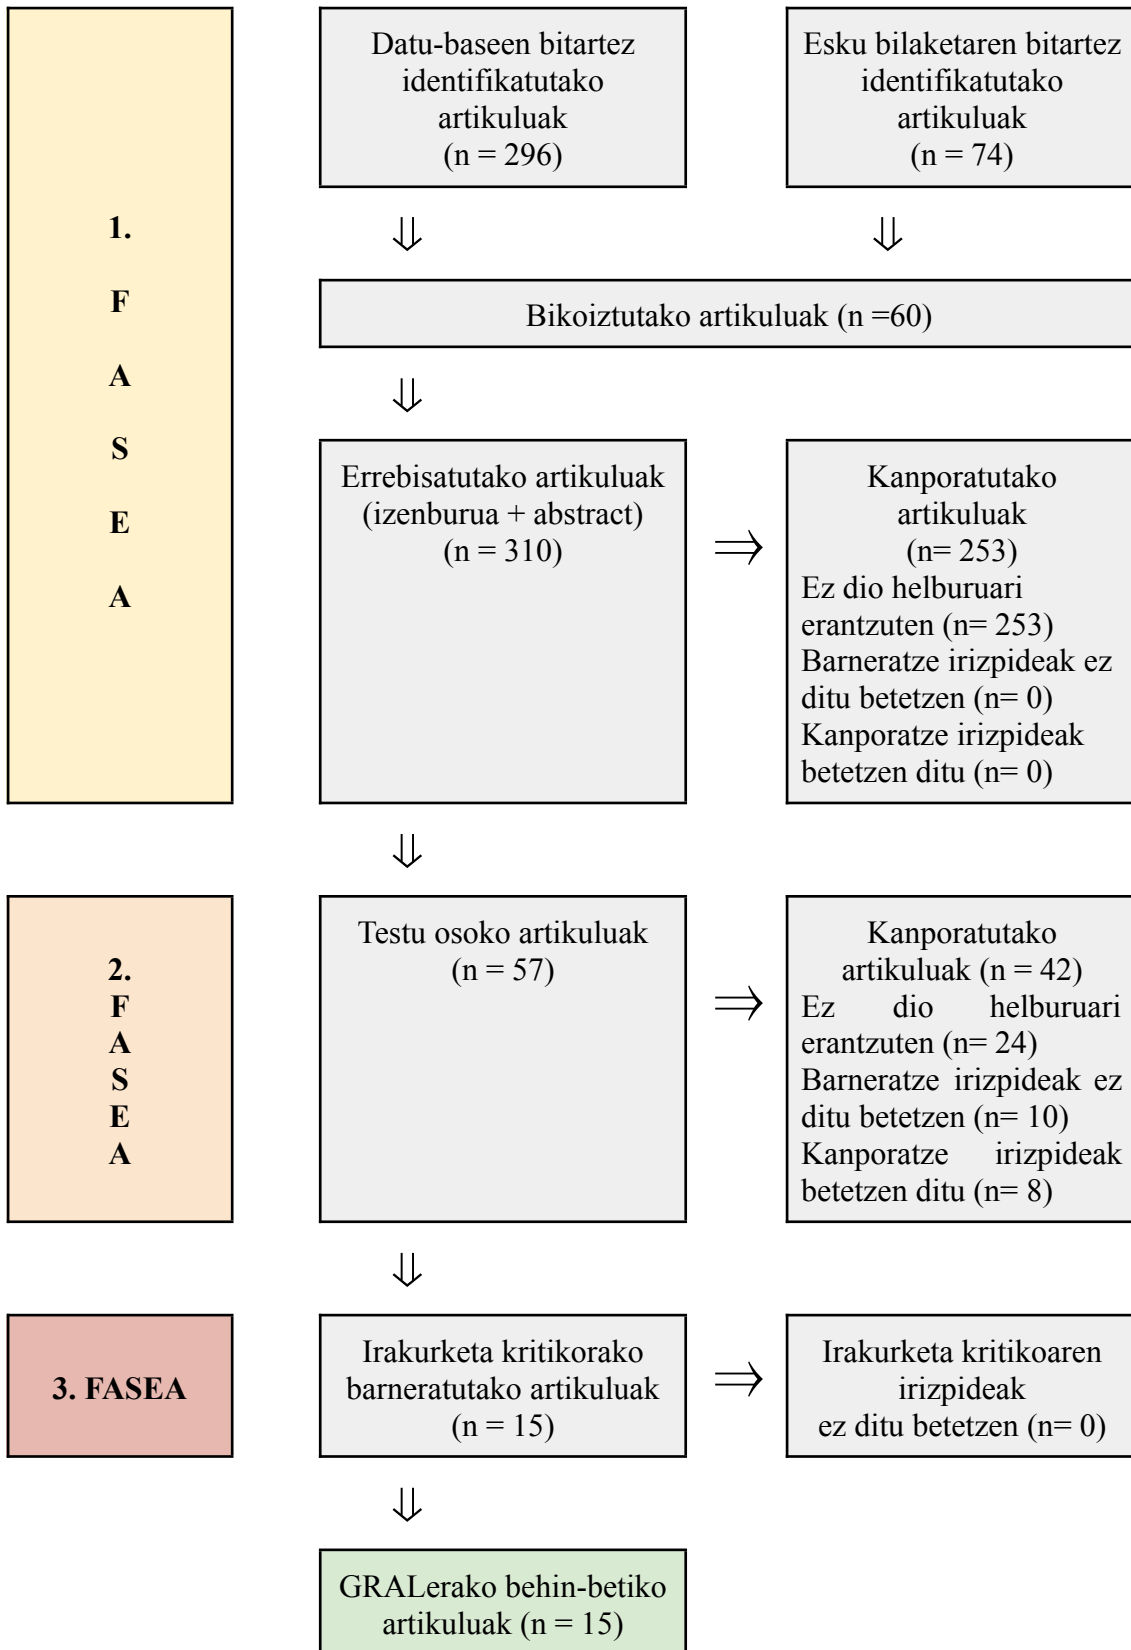 1.
F
A
S
E
A
Datu-baseen bitartez
identifikatutako
artikuluak
(n = 296)
Esku bilaketaren bitartez
identifikatutako
artikuluak
(n = 74)
⇓
⇓
Bikoiztutako artikuluak (n =60)
⇓
Errebisatutako artikuluak
(izenburua + abstract)
(n = 310)
⇒
Kanporatutako
artikuluak
(n= 253)
Ez dio helburuari
erantzuten (n= 253)
Barneratze irizpideak ez
ditu betetzen (n= 0)
Kanporatze irizpideak
betetzen ditu (n= 0)
⇓
2.
F
A
S
E
A
Testu osoko artikuluak
(n = 57)
⇒
Kanporatutako
artikuluak (n = 42)
Ez dio helburuari
erantzuten (n= 24)
Barneratze irizpideak ez
ditu betetzen (n= 10)
Kanporatze irizpideak
betetzen ditu (n= 8)
⇓
3. FASEA
Irakurketa kritikorako
barneratutako artikuluak
(n = 15)
⇒
Irakurketa kritikoaren
irizpideak
ez ditu betetzen (n= 0)
⇓
GRALerako behin-betiko
artikuluak (n = 15)